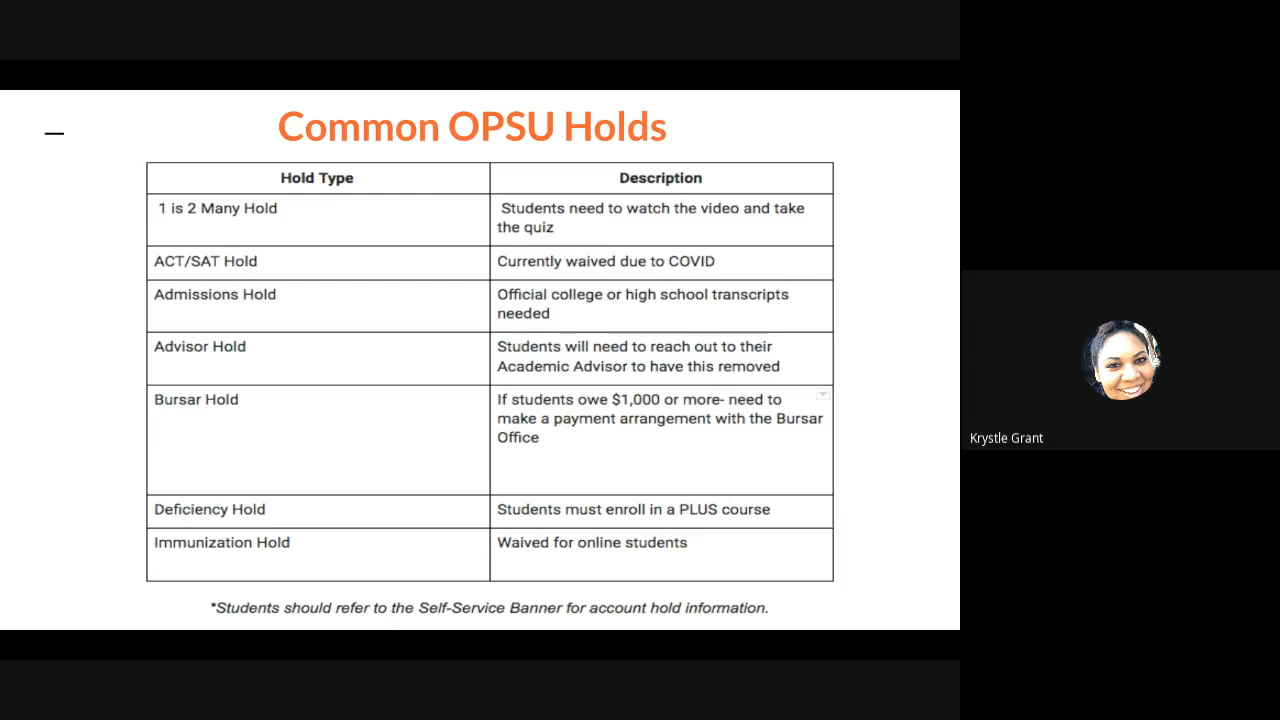 Common OPSU Holds
Hold Type
Description
1 is 2 Many Hold
Students need to watch the video and take
the quiz
ACT/SAT Hold
Currently waived due to COVID
Admissions Hold
Official college or high school transcripts
needed
Advisor Hold
Students will need to reach out to their
Academic Advisor to have this removed
Bursar Hold
If students owe $1,000 or more- need to
make a payment arrangement with the Bursar
Office
Deficiency Hold
Students must enroll in a PLUS course
Immunization Hold
Waived for online students
*Students should refer to the Self-Service Banner for account hold information.
Krystle Grant